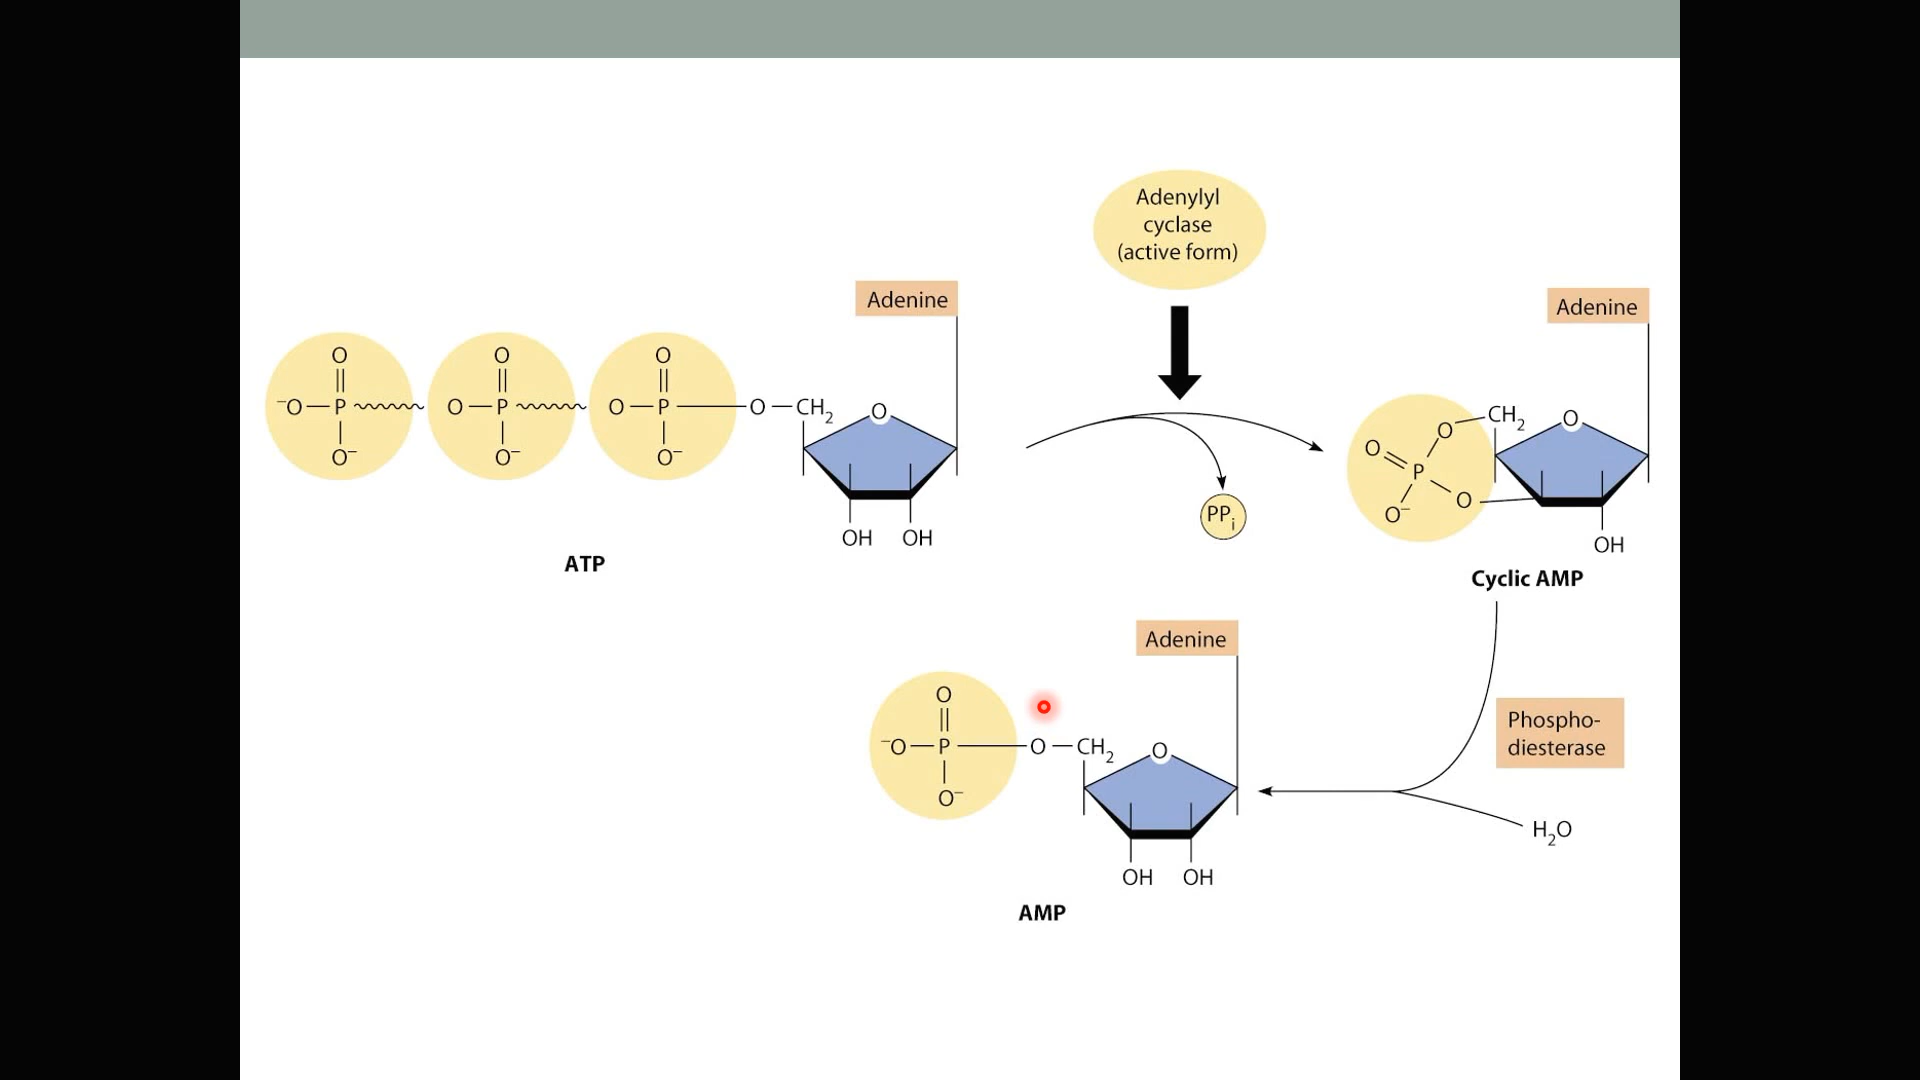 Adenylyl
cyclase
(active form)
Adenine
O O O
⁻O—P O—P O—P—O—CH₂ O
O⁻ O⁻ O⁻
OH OH
ATP
PPᵢ
Adenine
O
CH₂
O
O
P
O
O⁻
OH
Cyclic AMP
Phospho-
diesterase
H₂O
Adenine
O
⁻O—P—O—CH₂ O
O⁻
OH OH
AMP